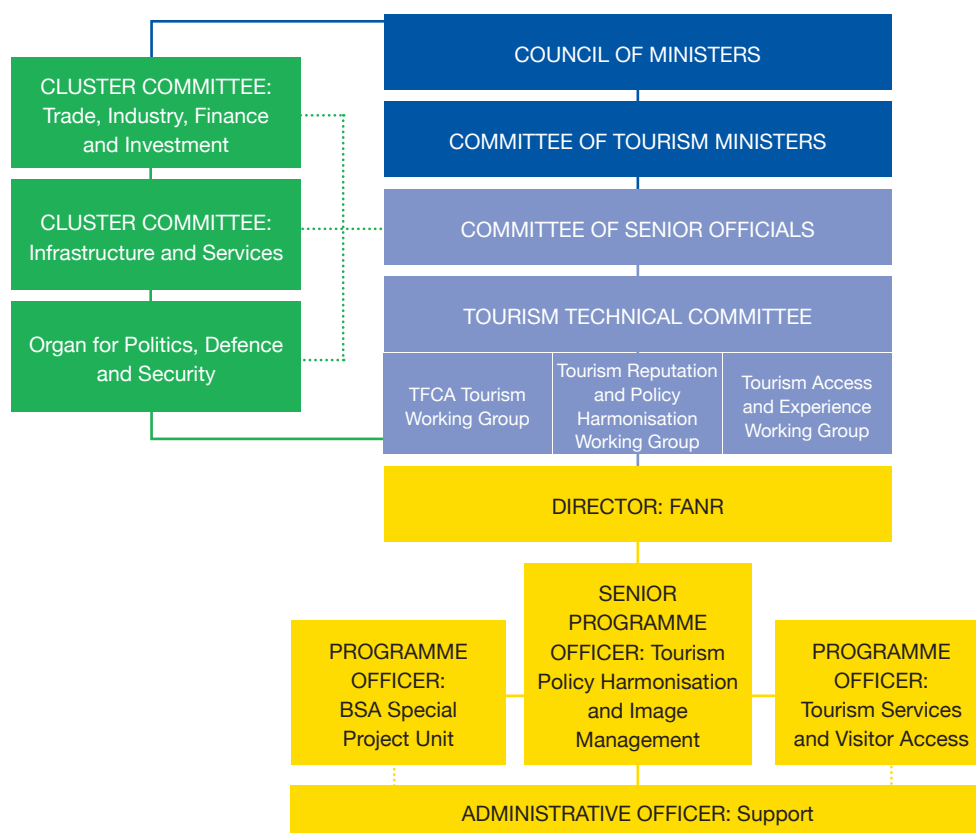 COUNCIL OF MINISTERS
CLUSTER COMMITTEE:
Trade, Industry, Finance
and Investment
COMMITTEE OF TOURISM MINISTERS
CLUSTER COMMITTEE:
Infrastructure and Services
COMMITTEE OF SENIOR OFFICIALS
TOURISM TECHNICAL COMMITTEE
Organ for Politics, Defence
and Security
TFCA Tourism
Working Group
Tourism Reputation
and Policy
Harmonisation
Working Group
Tourism Access
and Experience
Working Group
DIRECTOR: FANR
SENIOR
PROGRAMME
OFFICER: Tourism
Policy Harmonisation
and Image
Management
PROGRAMME
OFFICER:
BSA Special
Project Unit
PROGRAMME
OFFICER:
Tourism Services
and Visitor Access
ADMINISTRATIVE OFFICER: Support